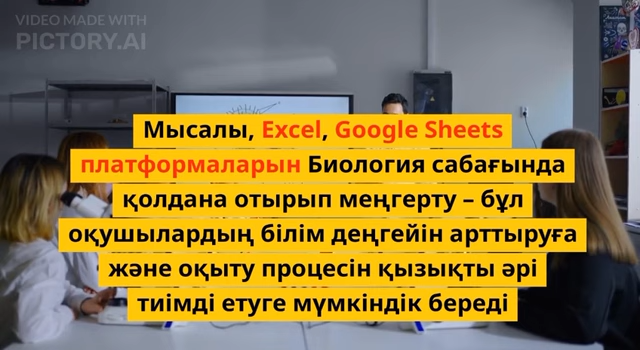 VIDEO MADE WITH
PICTORY.AI
Мысалы, Excel, Google Sheets
платформаларын Биология сабағында
қолдана отырып меңгерту – бұл
оқушылардың білім деңгейін арттыруға
және оқыту процесін қызықты әрі
тиімді етуге мүмкіндік береді